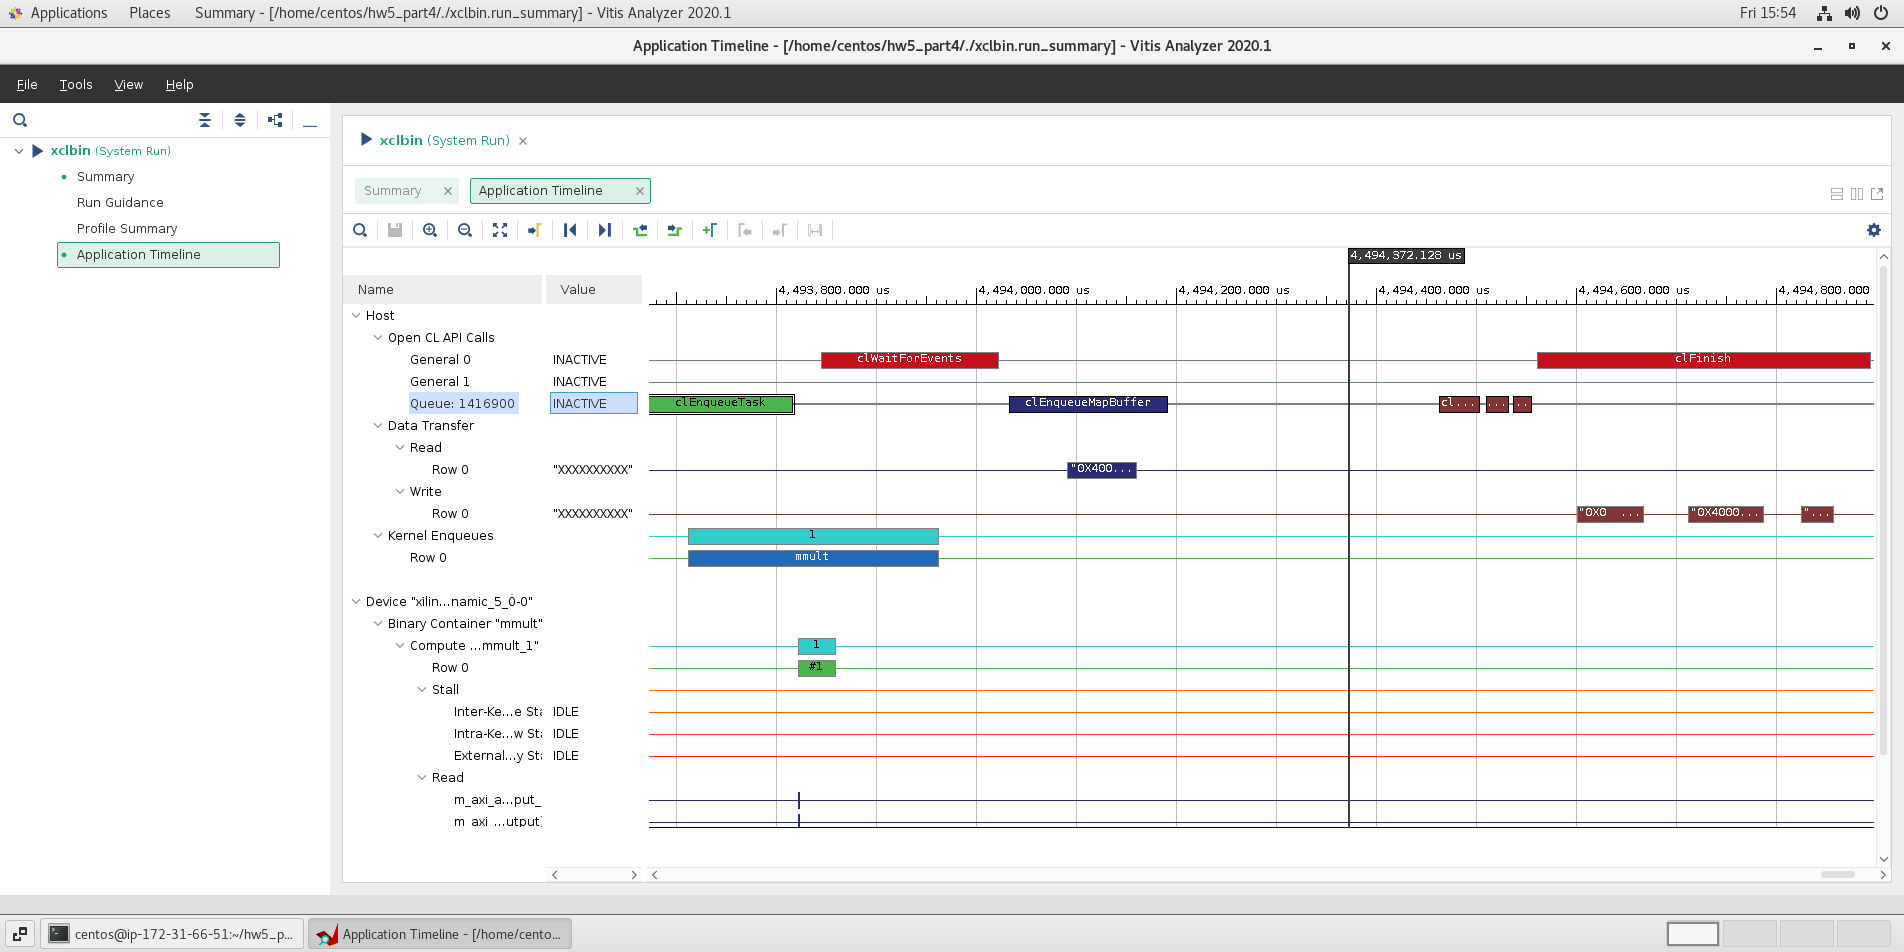 Applications Places Summary - [/home/centos/hw5_part4/./xclbin.run_summary] - Vitis Analyzer 2020.1 Fri 15:54
Application Timeline - [/home/centos/hw5_part4/./xclbin.run_summary] - Vitis Analyzer 2020.1
File Tools View Help
xclbin (System Run)
Summary
Run Guidance
Profile Summary
Application Timeline
xclbin (System Run)
Summary Application Timeline
4,494,372.128 us
Name Value 4,493,800.000 us 4,494,000.000 us 4,494,200.000 us 4,494,400.000 us 4,494,600.000 us 4,494,800.000
Host
Open CL API Calls
General 0 INACTIVE clWaitForEvents clFinish
General 1 INACTIVE
Queue: 1416900 INACTIVE clEnqueueTask clEnqueueMapBuffer cl... ... ..
Data Transfer
Read
Row 0 "XXXXXXXXXX" "0X400...
Write
Row 0 "XXXXXXXXXX" "0X0 ... "0X4000... "...
Kernel Enqueues 1
Row 0 mmult
Device "xilin...namic_5_0-0"
Binary Container "mmult"
Compute ...mmult_1" 1
Row 0 #1
Stall
Inter-Ke...e Sta IDLE
Intra-Ke...w Sta IDLE
External...y Sta IDLE
Read
m_axi_a...put_
m_axi_...utput)
centos@ip-172-31-66-51:~/hw5_p... Application Timeline - [/home/cento...